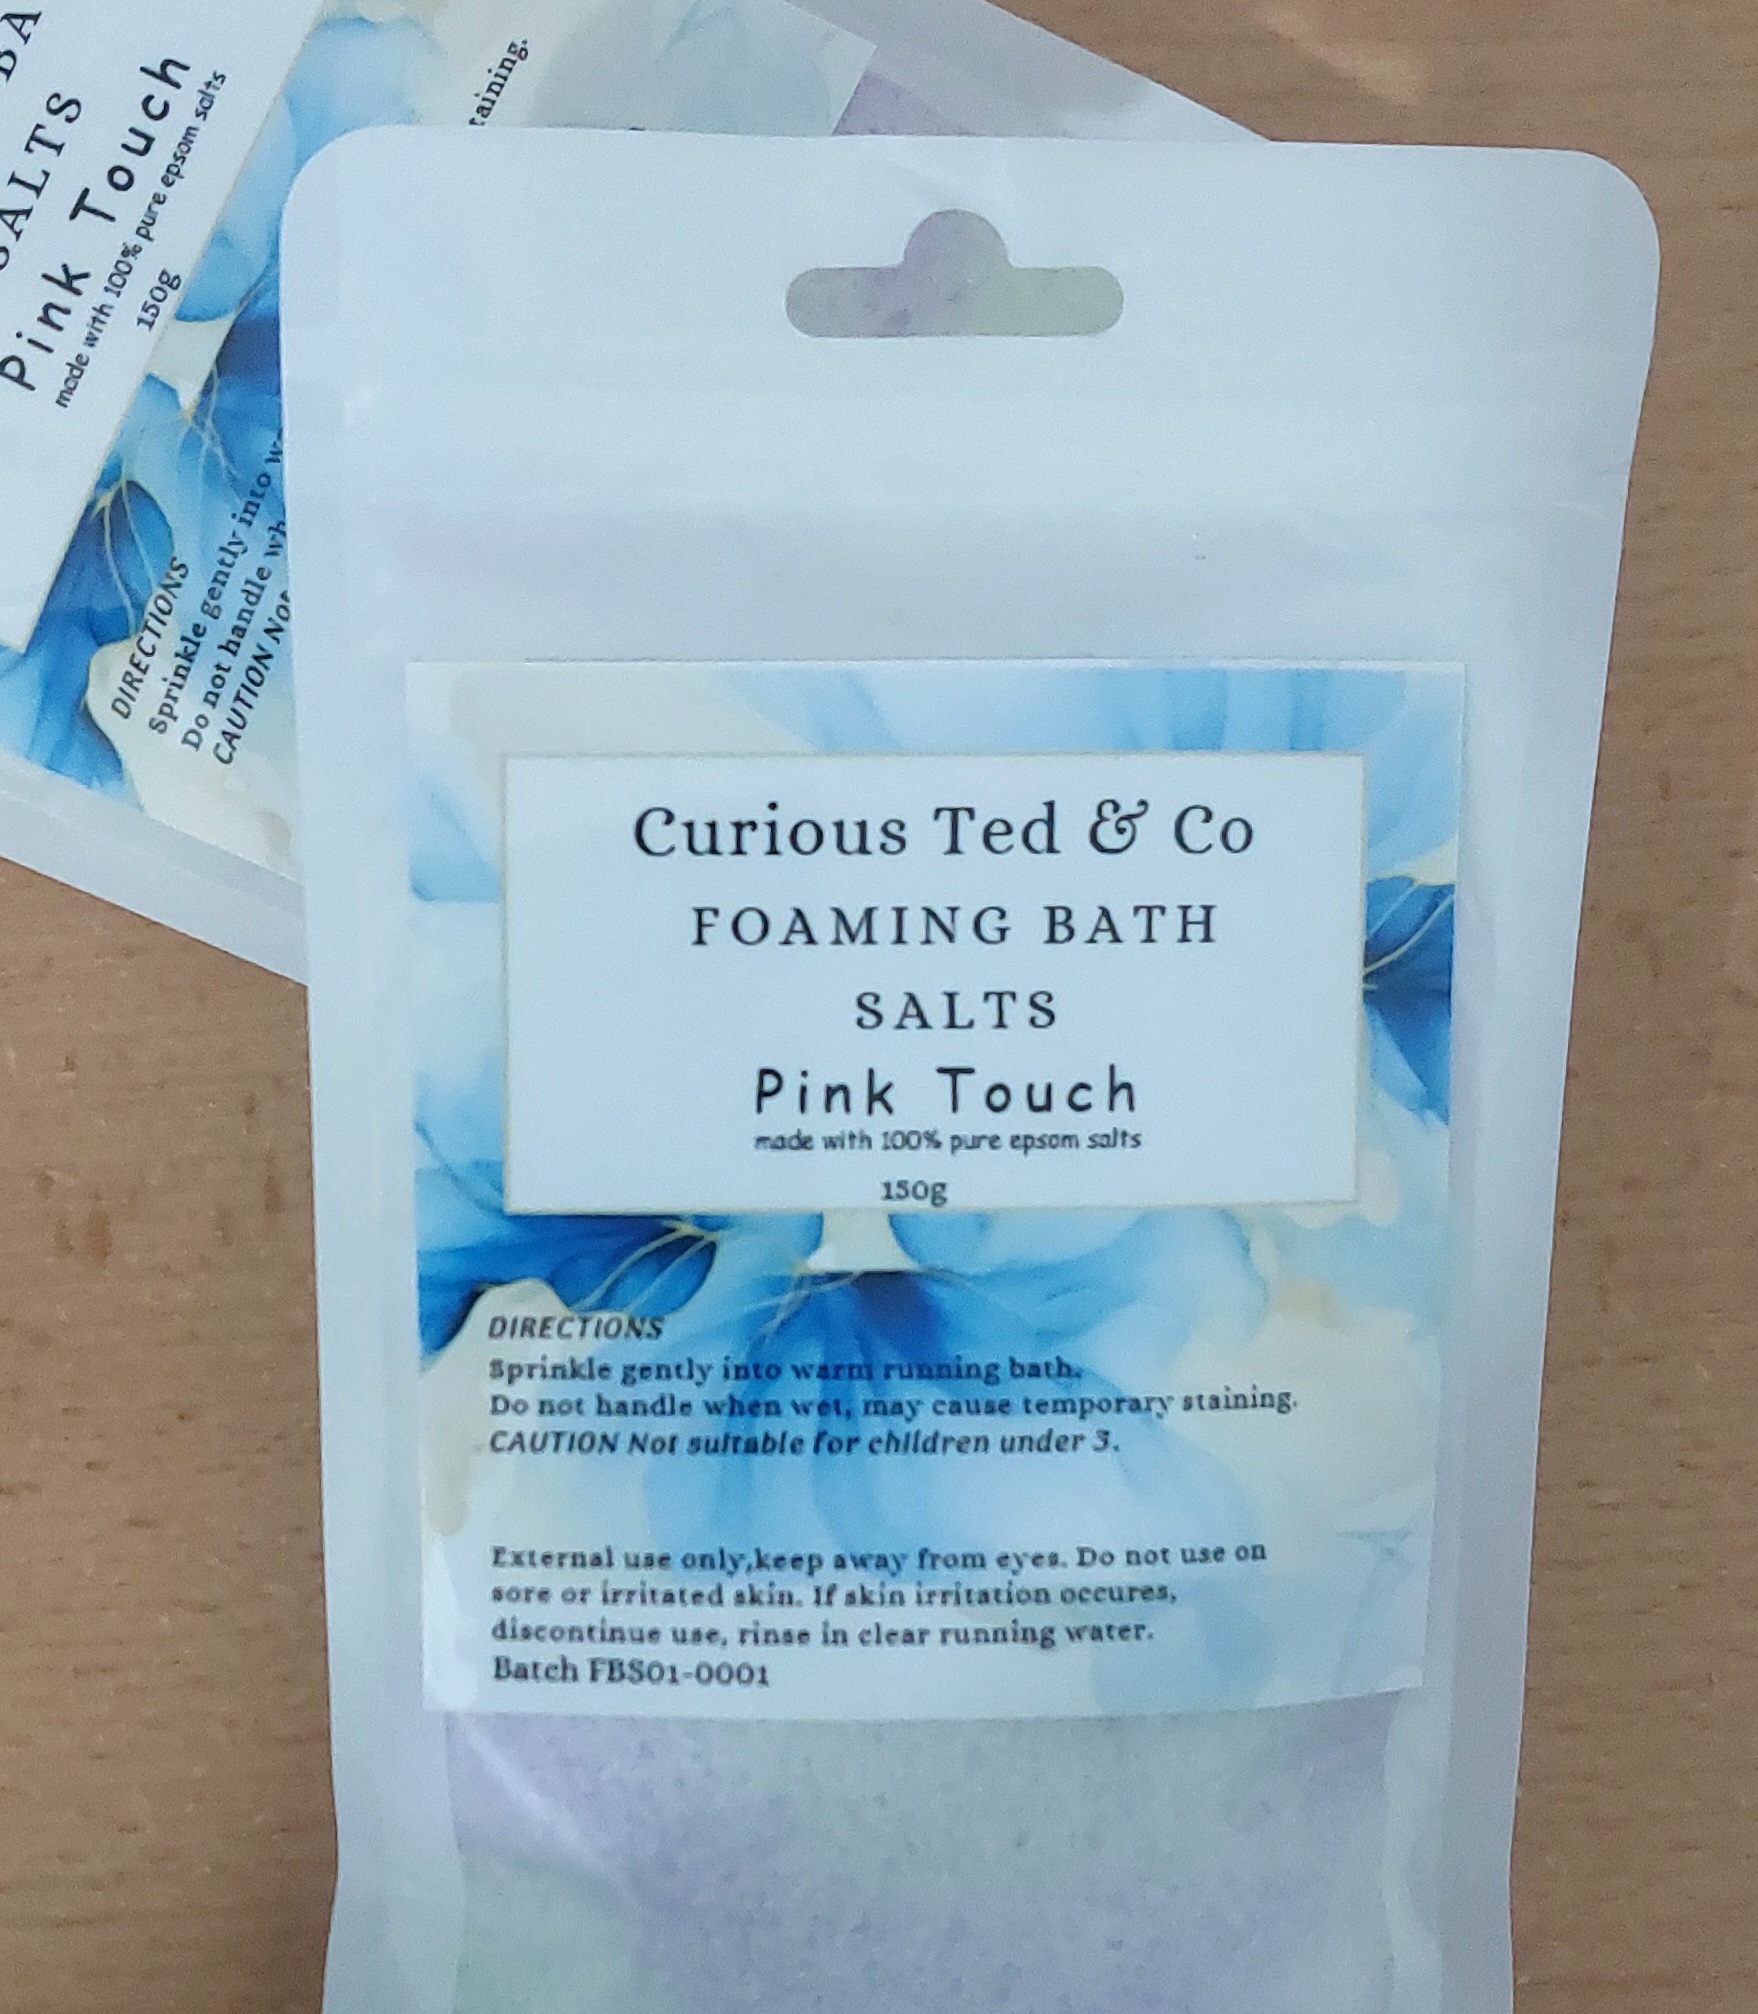 BA
SALTS
Pink Touch
made with 100% pure epsom salts
150g
DIRECTIONS
Sprinkle gently into
Do not handle
CAUTION Not
taining.
Curious Ted & Co
FOAMING BATH
SALTS
Pink Touch
made with 100% pure epsom salts
150g
DIRECTIONS
Sprinkle gently into warm running bath.
Do not handle when wet, may cause temporary staining.
CAUTION Not suitable for children under 3.
External use only,keep away from eyes. Do not use on
sore or irritated skin. If skin irritation occures,
discontinue use, rinse in clear running water.
Batch FBS01-0001